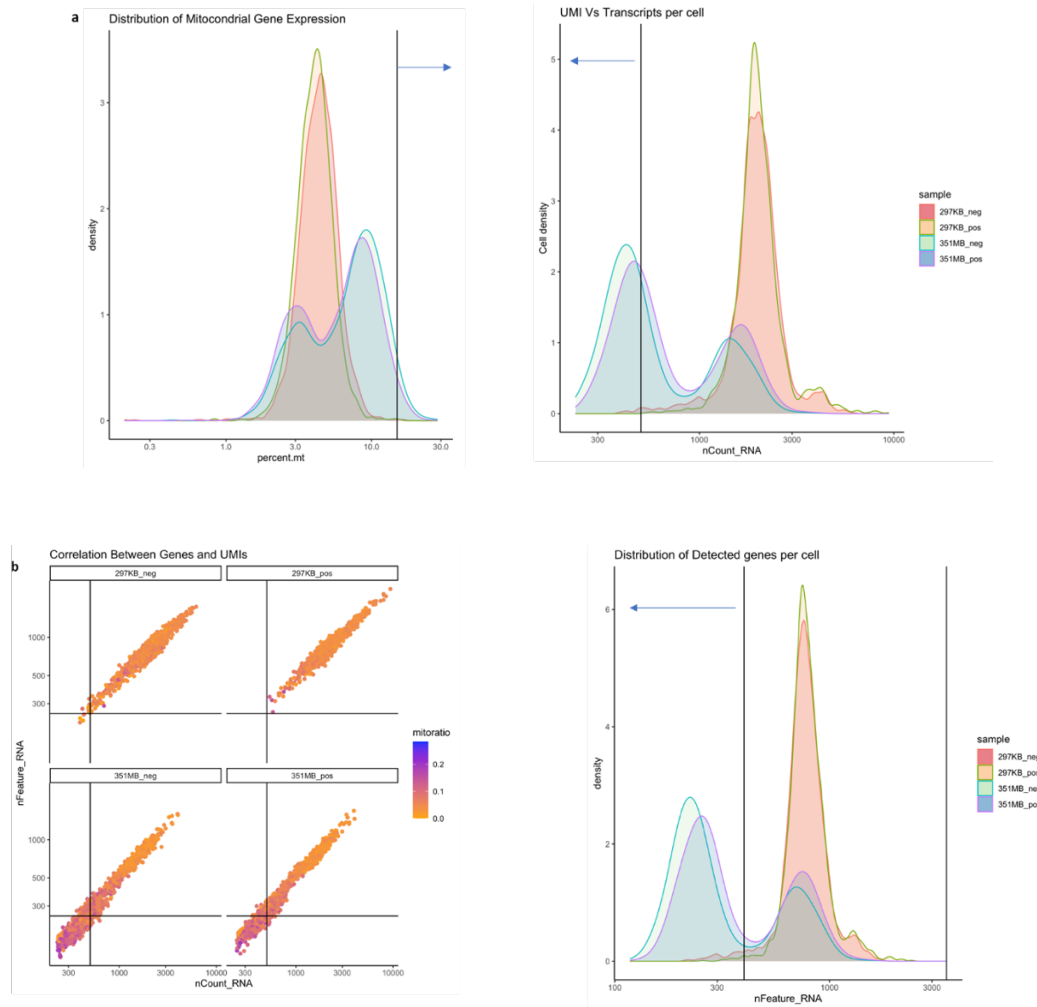 a
Distribution of Mitocondrial Gene Expression
density
3
2
1
0
0.3 1.0 3.0 10.0 30.0
percent.mt
UMI Vs Transcripts per cell
Cell density
5
4
3
2
1
0
300 1000 3000 10000
nCount_RNA
sample
297KB_neg
297KB_pos
351MB_neg
351MB_pos
b
Correlation Between Genes and UMIs
297KB_neg 297KB_pos
1000
500
300
351MB_neg 351MB_pos
1000
500
300
nFeature_RNA
300 1000 3000 10000 300 1000 3000 10000
nCount_RNA
mitoratio
0.2
0.1
0.0
Distribution of Detected genes per cell
density
6
4
2
0
100 300 1000 3000
nFeature_RNA
sample
297KB_neg
297KB_pos
351MB_ne
351MB_po